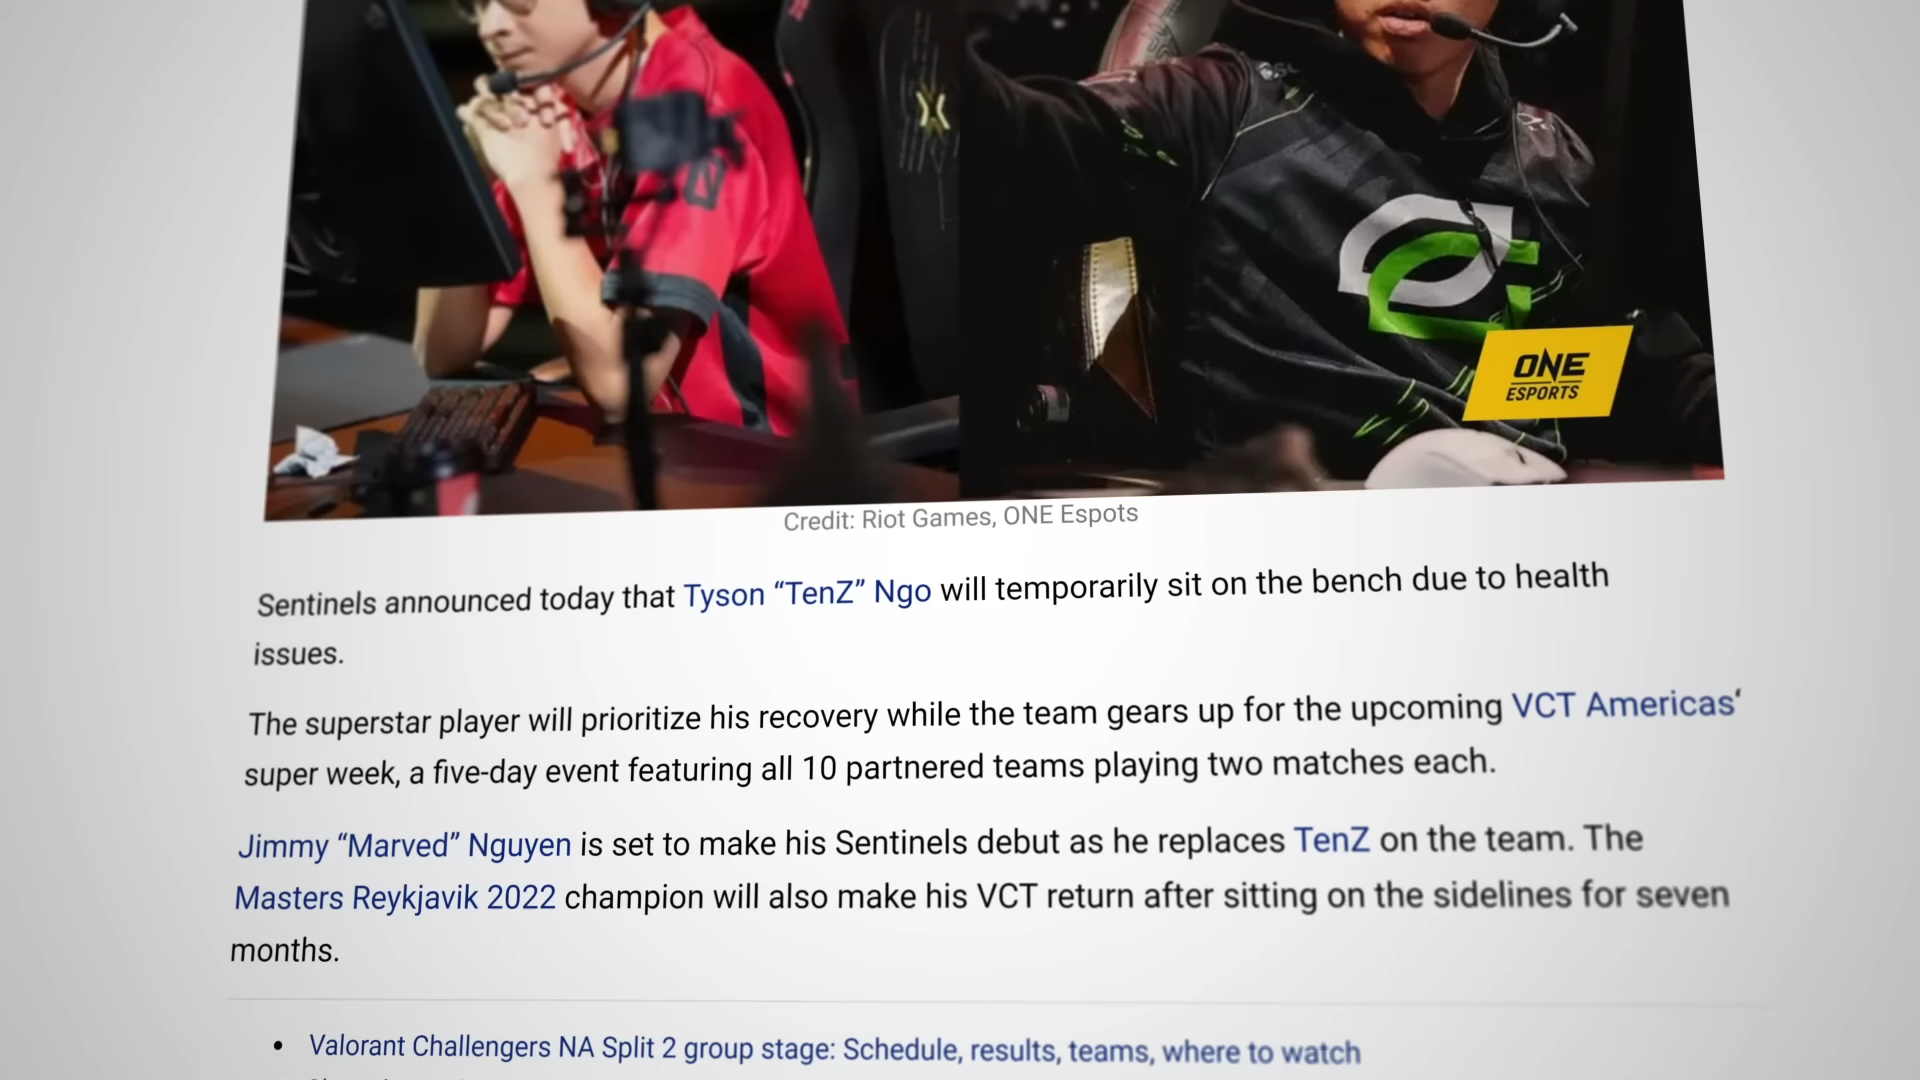 ONE
ESPORTS
Credit: Riot Games, ONE Espots
Sentinels announced today that Tyson “TenZ” Ngo will temporarily sit on the bench due to health
issues.
The superstar player will prioritize his recovery while the team gears up for the upcoming VCT Americas‘
super week, a five-day event featuring all 10 partnered teams playing two matches each.
Jimmy “Marved” Nguyen is set to make his Sentinels debut as he replaces TenZ on the team. The
Masters Reykjavik 2022 champion will also make his VCT return after sitting on the sidelines for seven
months.
• Valorant Challengers NA Split 2 group stage: Schedule, results, teams, where to watch